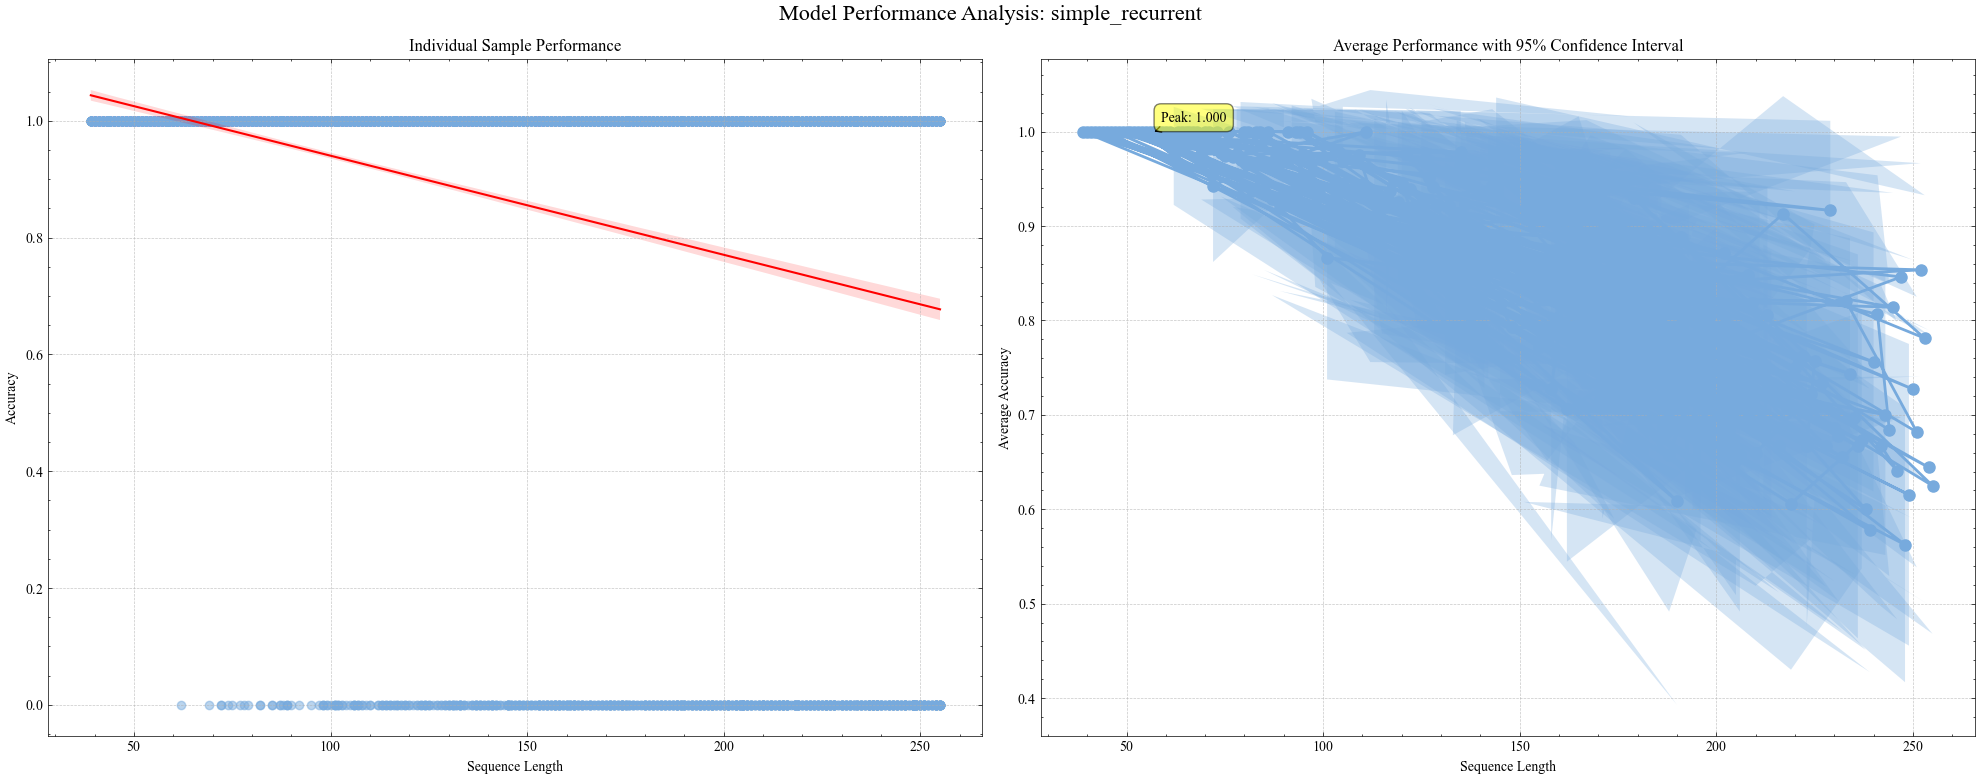 Model Performance Analysis: simple_recurrent
Individual Sample Performance
Accuracy
1.0
0.8
0.6
0.4
0.2
0.0
50
100
150
200
250
Sequence Length
Average Performance with 95% Confidence Interval
Peak: 1.000
Average Accuracy
1.0
0.9
0.8
0.7
0.6
0.5
0.4
50
100
150
200
250
Sequence Length